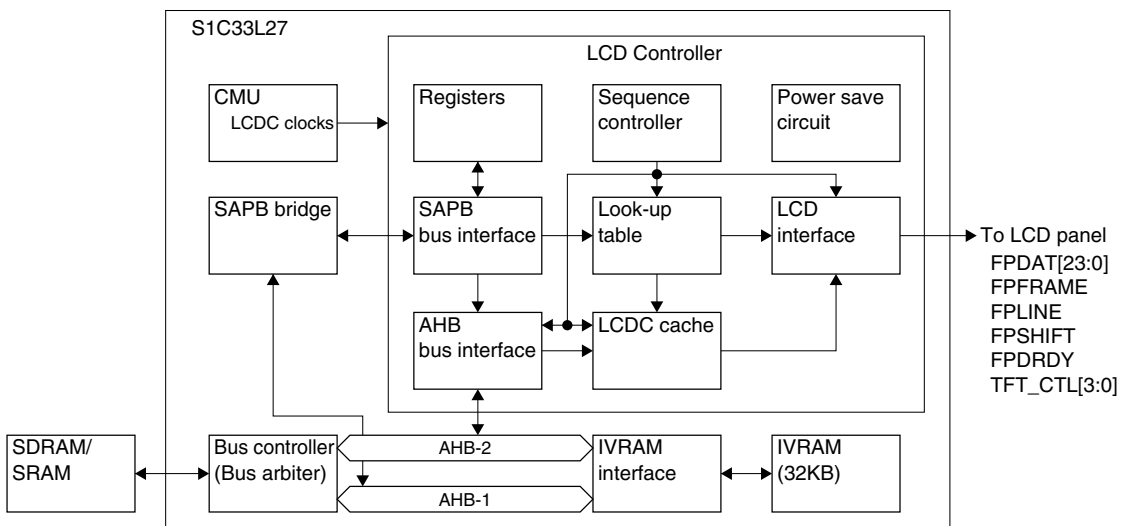 S1C33L27
LCD Controller
CMU
LCDC clocks
Registers
Sequence
controller
Power save
circuit
SAPB bridge
SAPB
bus interface
Look-up
table
LCD
interface
To LCD panel
FPDAT[23:0]
FPFRAME
FPLINE
FPSHIFT
FPDRDY
TFT_CTL[3:0]
AHB
bus interface
LCDC cache
SDRAM/
SRAM
Bus controller
(Bus arbiter)
AHB-2
AHB-1
IVRAM
interface
IVRAM
(32KB)